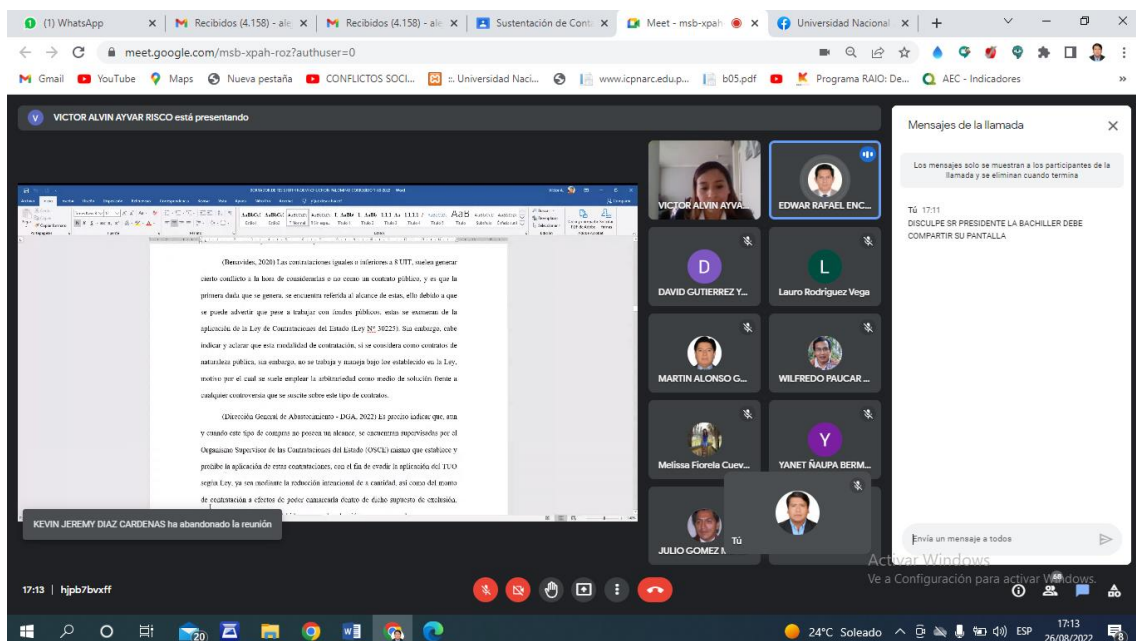 (1) WhatsApp
Recibidos (4.158) - ale
Recibidos (4.158) - ale
Sustentación de Cont
Meet - msb-xpah
Universidad Nacional
meet.google.com/msb-xpah-roz?authuser=0
Gmail
YouTube
Maps
Nueva pestaña
CONFLICTOS SOCI...
::. Universidad Naci...
www.icpnarc.edu.p...
b05.pdf
Programa RAIO: De...
AEC - Indicadores
»
V
VICTOR ALVIN AYVAR RISCO está presentando
(Benavides, 2020) Las contrataciones iguales o inferiores a 8 UIT, suelen generar
cierto conflicto a la hora de considerarlas o no como un contrato público, y es que la
primera duda que se genera, se encuentra referida al alcance de estas, ello debido a que
se puede advertir que pese a trabajar con fondos públicos, estas se exoneran de la
aplicación de la Ley de Contrataciones del Estado (Ley Nº 30225). Sin embargo, cabe
indicar y aclarar que esta modalidad de contratación, si se considera como contratos de
naturaleza pública, sin embargo, no se trabaja y maneja bajo los establecido en la Ley,
motivo por el cual se suele emplear la arbitrariedad como medio de solución frente a
cualquier controversia que se suscite sobre este tipo de contratos.
(Dirección General de Abastecimiento - DGA, 2022) Es preciso indicar que, aun
y cuando este tipo de compras no poseen un alcance, se encuentran supervisadas por el
Organismo Supervisor de las Contrataciones del Estado (OSCE) mismo que establece y
prohíbe la aplicación de estas contrataciones, con el fin de evadir la aplicación del TUO
según Ley, ya sea mediante la reducción intencional de cantidad, así como del monto
de contratación a efectos de poder enmarcarla dentro de dicho supuesto de exclusión.
KEVIN JEREMY DIAZ CARDENAS ha abandonado la reunión
VICTOR ALVIN AYVA...
EDWAR RAFAEL ENC...
D
DAVID GUTIERREZ Y...
L
Lauro Rodriguez Vega
MARTIN ALONSO G...
WILFREDO PAUCAR ...
Melissa Fiorela Cuev...
Y
YANET ÑAUPA BERM...
JULIO GOMEZ
Tú
Mensajes de la llamada
Los mensajes solo se muestran a los participantes de la
llamada y se eliminan cuando termina
Tú 17:11
DISCULPE SR PRESIDENTE LA BACHILLER DEBE
COMPARTIR SU PANTALLA
Envía un mensaje a todos
Activar Windows
Ve a Configuración para activar Windows.
17:13 | hjpb7bvxff
68
20
24°C Soleado
ESP
17:13
26/08/2022
8